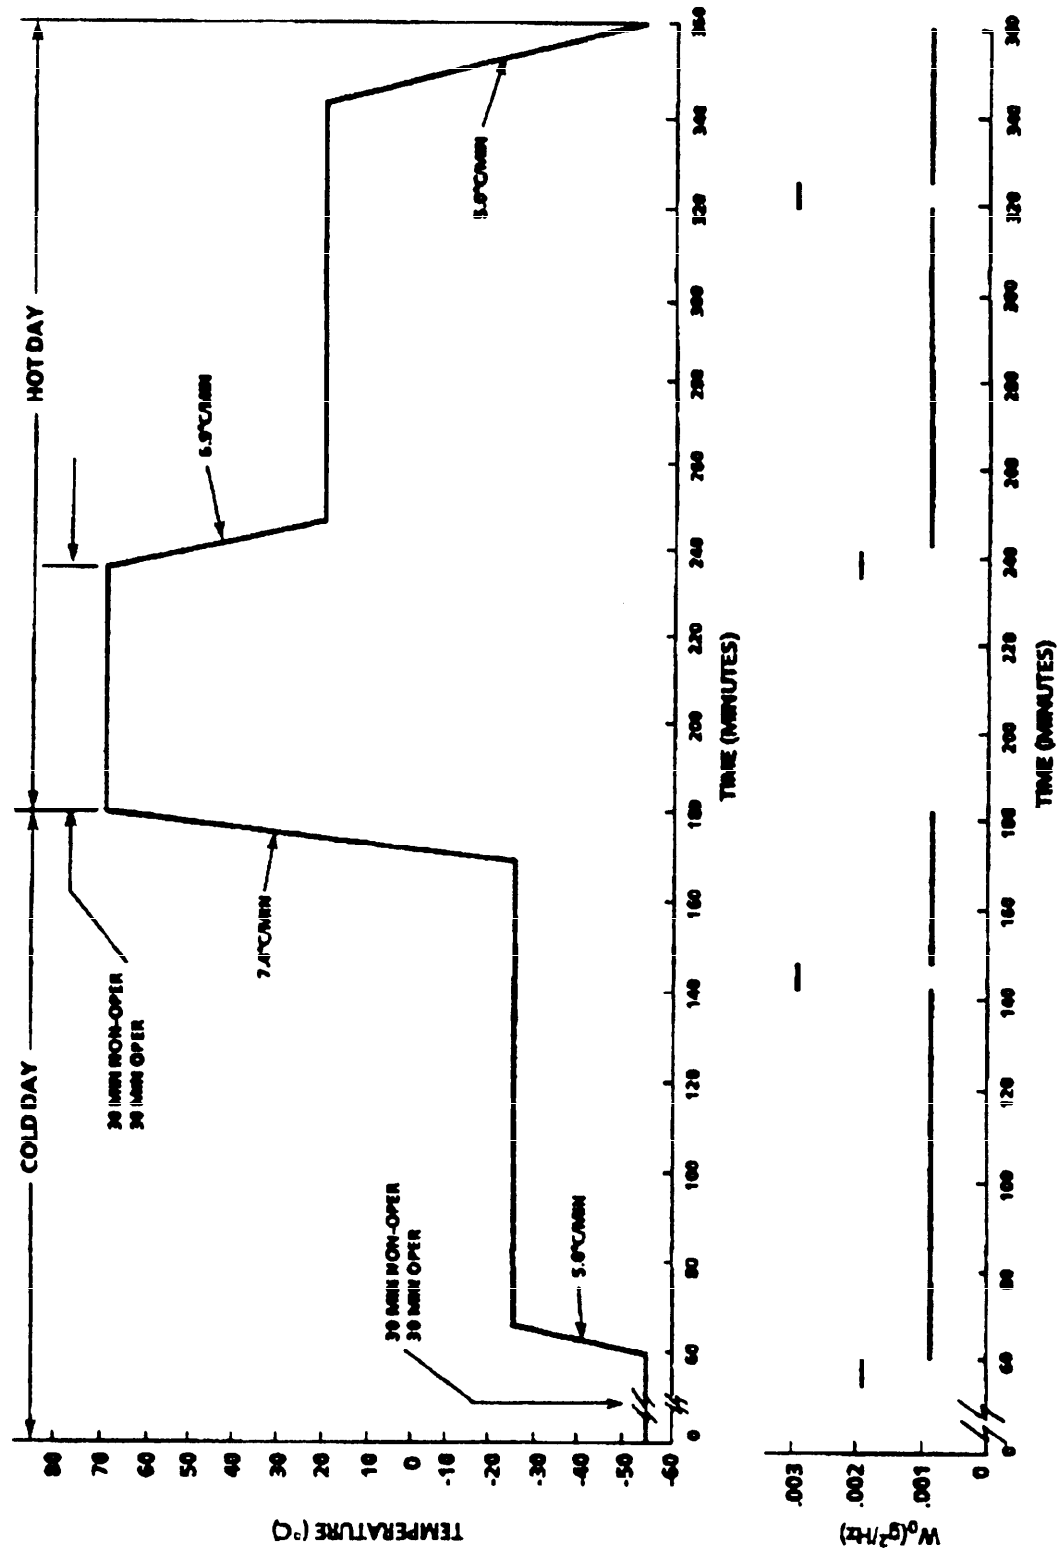 COLD DAY
HOT DAY
30 MIN NON-OPER
30 MIN OPER
6.9°C/MIN
7.4°C/MIN
30 MIN NON-OPER
30 MIN OPER
5.0°C/MIN
5.0°C/MIN
TEMPERATURE (°C)
80
70
60
50
40
30
20
10
0
-10
-20
-30
-40
-50
-60
0 60 80 100 120 140 160 180 200 220 240 260 280 300 320 340 360
TIME (MINUTES)
W₀(g²/Hz)
.003
.002
.001
0
0 60 80 100 120 140 160 180 200 220 240 260 280 300 320 340
TIME (MINUTES)